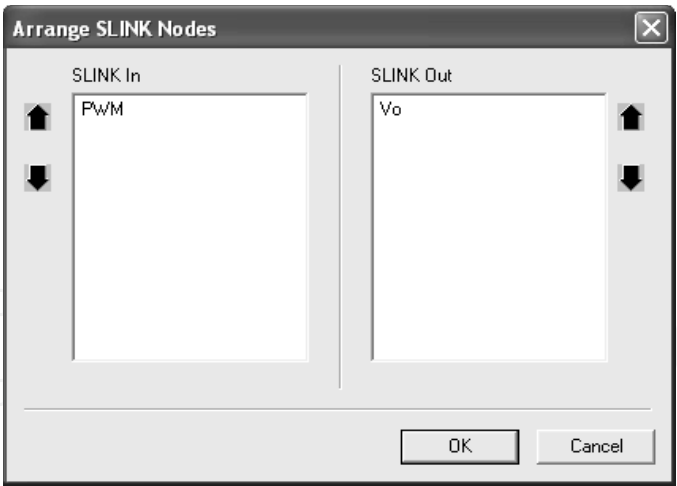 Arrange SLINK Nodes
SLINK In
SLINK Out
PWM
Vo
OK
Cancel